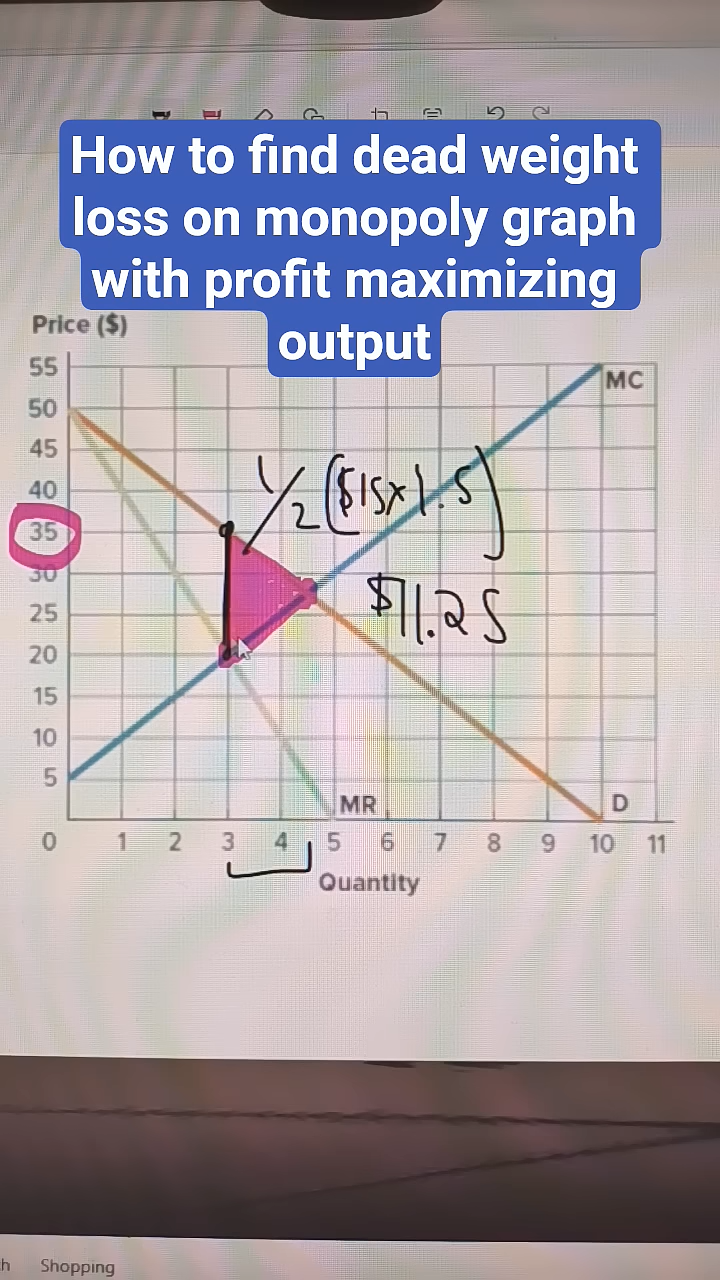 How to find dead weight
loss on monopoly graph
with profit maximizing
output
Price ($)
55
MC
50
45
40
1/2 ($15x1.5)
35
30
$11.25
25
20
15
10
5
MR
D
0 1 2 3 4 5 6 7 8 9 10 11
Quantity
h Shopping